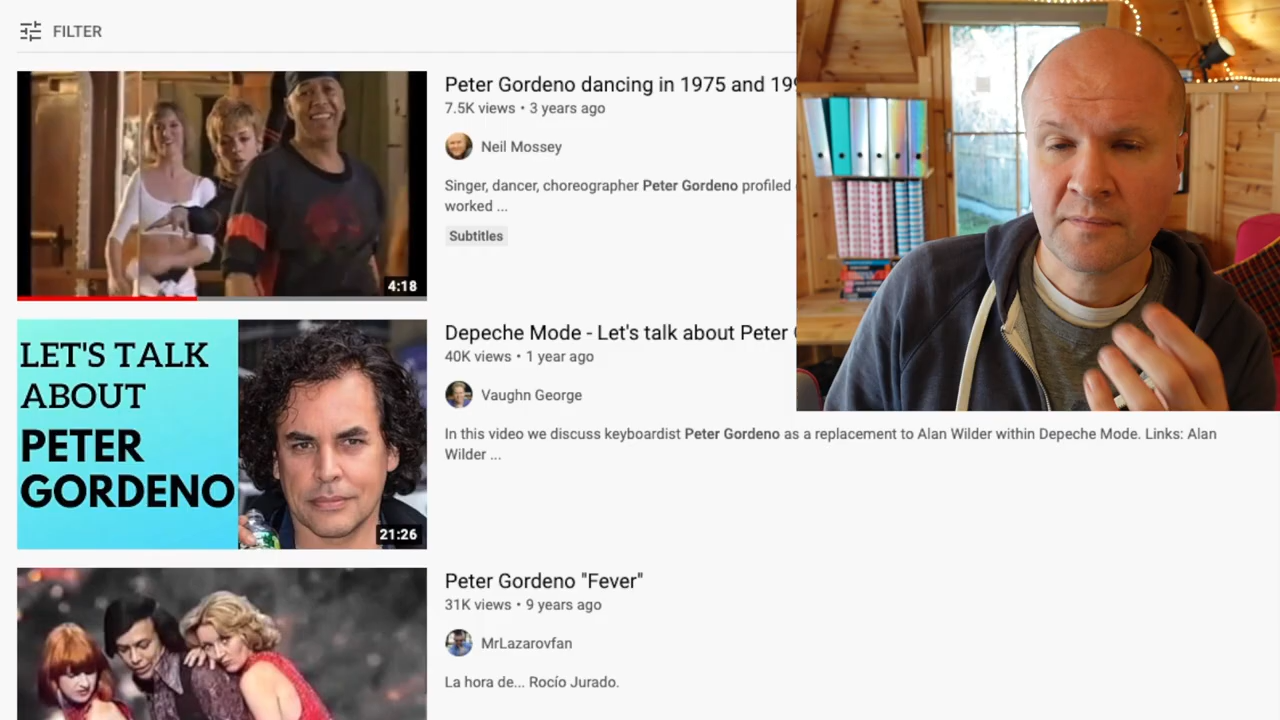 FILTER
4:18
Peter Gordeno dancing in 1975 and
7.5K views • 3 years ago
Neil Mossey
Singer, dancer, choreographer Peter Gordeno profiled
worked ...
Subtitles
LET'S TALK
ABOUT
PETER
GORDENO
21:26
Depeche Mode - Let's talk about Peter
40K views • 1 year ago
Vaughn George
In this video we discuss keyboardist Peter Gordeno as a replacement to Alan Wilder within Depeche Mode. Links: Alan
Wilder ...
Peter Gordeno "Fever"
31K views • 9 years ago
MrLazarovfan
La hora de... Rocío Jurado.